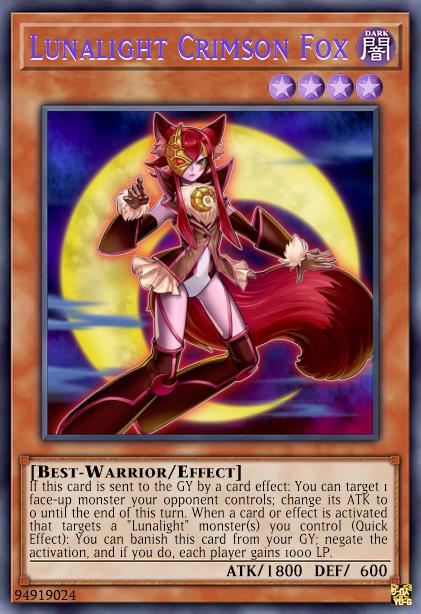 Lunalight Crimson Fox
DARK
闇
[Best-Warrior/Effect]
If this card is sent to the GY by a card effect: You can target 1
face-up monster your opponent controls; change its ATK to
0 until the end of this turn. When a card or effect is activated
that targets a "Lunalight" monster(s) you control (Quick
Effect): You can banish this card from your GY; negate the
activation, and if you do, each player gains 1000 LP.
ATK/1800 DEF/ 600
94919024